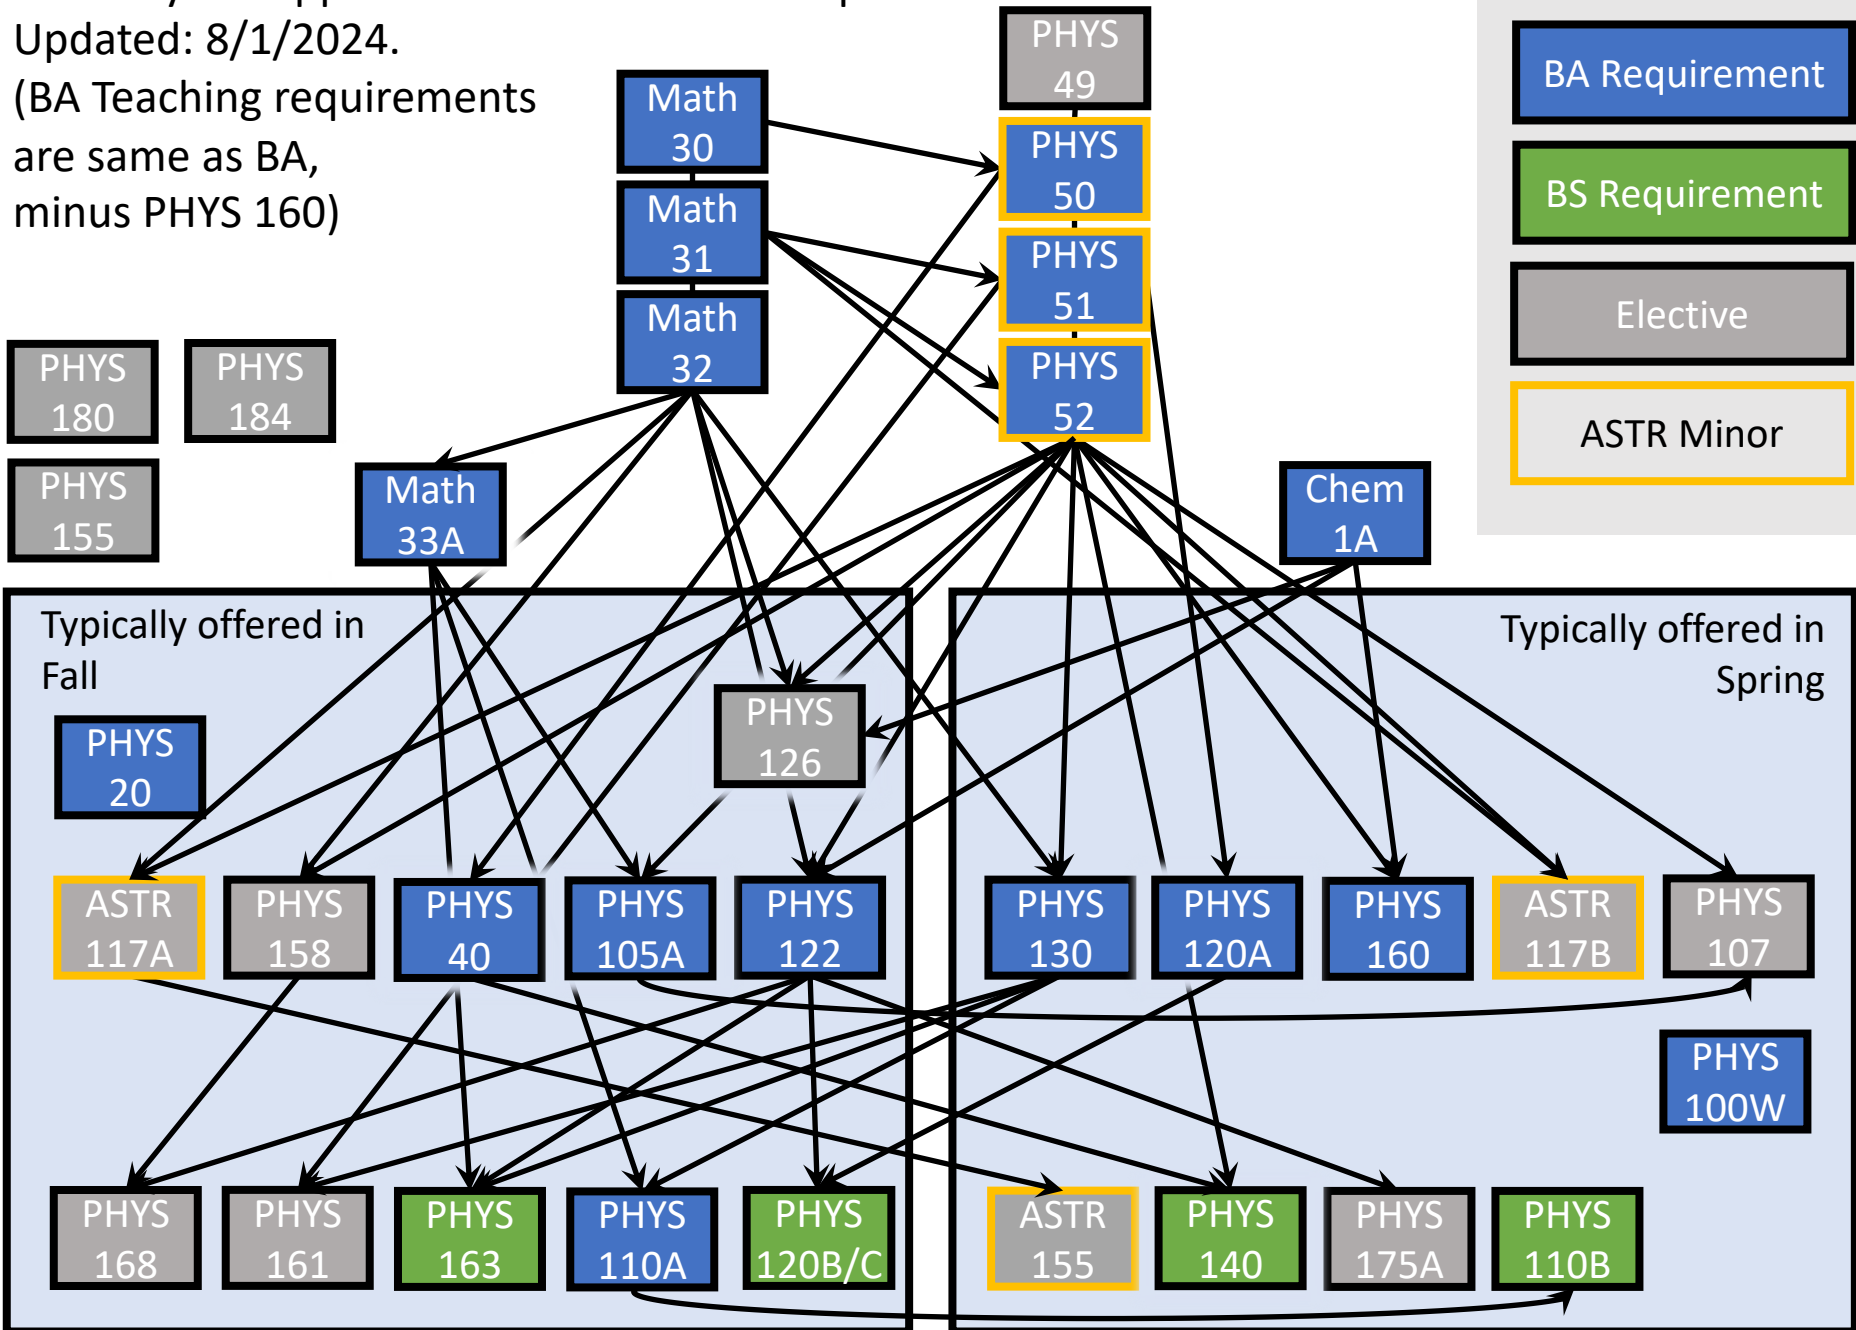 Updated: 8/1/2024.
(BA Teaching requirements
are same as BA,
minus PHYS 160)
Math
30
Math
31
Math
32
PHYS
49
PHYS
50
PHYS
51
PHYS
52
BA Requirement
BS Requirement
Elective
ASTR Minor
PHYS
180
PHYS
184
PHYS
155
Math
33A
Chem
1A
Typically offered in
Fall
Typically offered in
Spring
PHYS
20
PHYS
126
ASTR
117A
PHYS
158
PHYS
40
PHYS
105A
PHYS
122
PHYS
130
PHYS
120A
PHYS
160
ASTR
117B
PHYS
107
PHYS
100W
PHYS
168
PHYS
161
PHYS
163
PHYS
110A
PHYS
120B/C
ASTR
155
PHYS
140
PHYS
175A
PHYS
110B